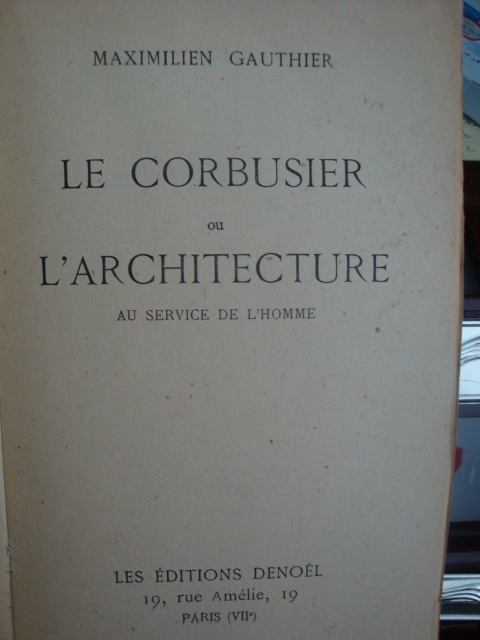 MAXIMILIEN GAUTHIER
LE CORBUSIER
ou
L'ARCHITECTURE
AU SERVICE DE L'HOMME
LES ÉDITIONS DENOËL
19, rue Amélie, 19
PARIS (VIIe)